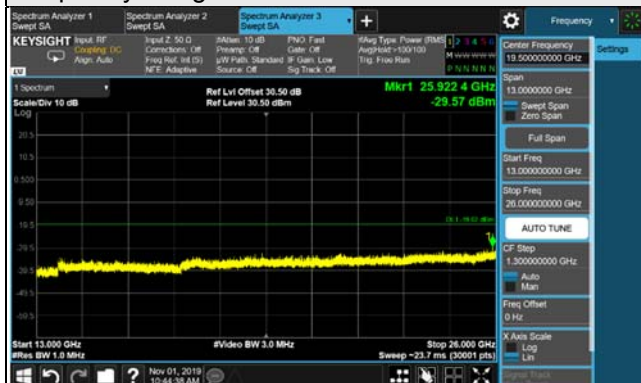 Spectrum Analyzer 1
Swept SA
Spectrum Analyzer 2
Swept SA
Spectrum Analyzer 3
Swept SA
Frequency
KEYSIGHT
Input: RF
Coupling: DC
Align: Auto
Input Z: 50 Ω
Corrections: Off
Freq Ref: Int (S)
NFE: Adaptive
#Atten: 10 dB
Preamp: Off
µW Path: Standard
Source: Off
PNO: Fast
Gate: Off
IF Gain: Low
Sig Track: Off
#Avg Type: Power (RMS)
Avg|Hold: >100/100
Trig: Free Run
1 2 3 4 5 6
P N N N N N
LU
1 Spectrum
Scale/Div 10 dB
Log
Ref Lvl Offset 30.50 dB
Ref Level 30.50 dBm
Mkr1 25.922 4 GHz
-29.57 dBm
20.5
10.5
0.500
-9.50
-19.5
-29.5
-39.5
-49.5
-59.5
1
Start 13.000 GHz
#Res BW 1.0 MHz
#Video BW 3.0 MHz
Stop 26.000 GHz
Sweep ~23.7 ms (30001 pts)
Center Frequency
19.500000000 GHz
Settings
Span
13.0000000 GHz
Swept Span
Zero Span
Full Span
Start Freq
13.000000000 GHz
Stop Freq
26.000000000 GHz
AUTO TUNE
CF Step
1.300000000 GHz
Auto
Man
Freq Offset
0 Hz
X Axis Scale
Log
Lin
Signal Track
Nov 01, 2019
10:44:38 AM